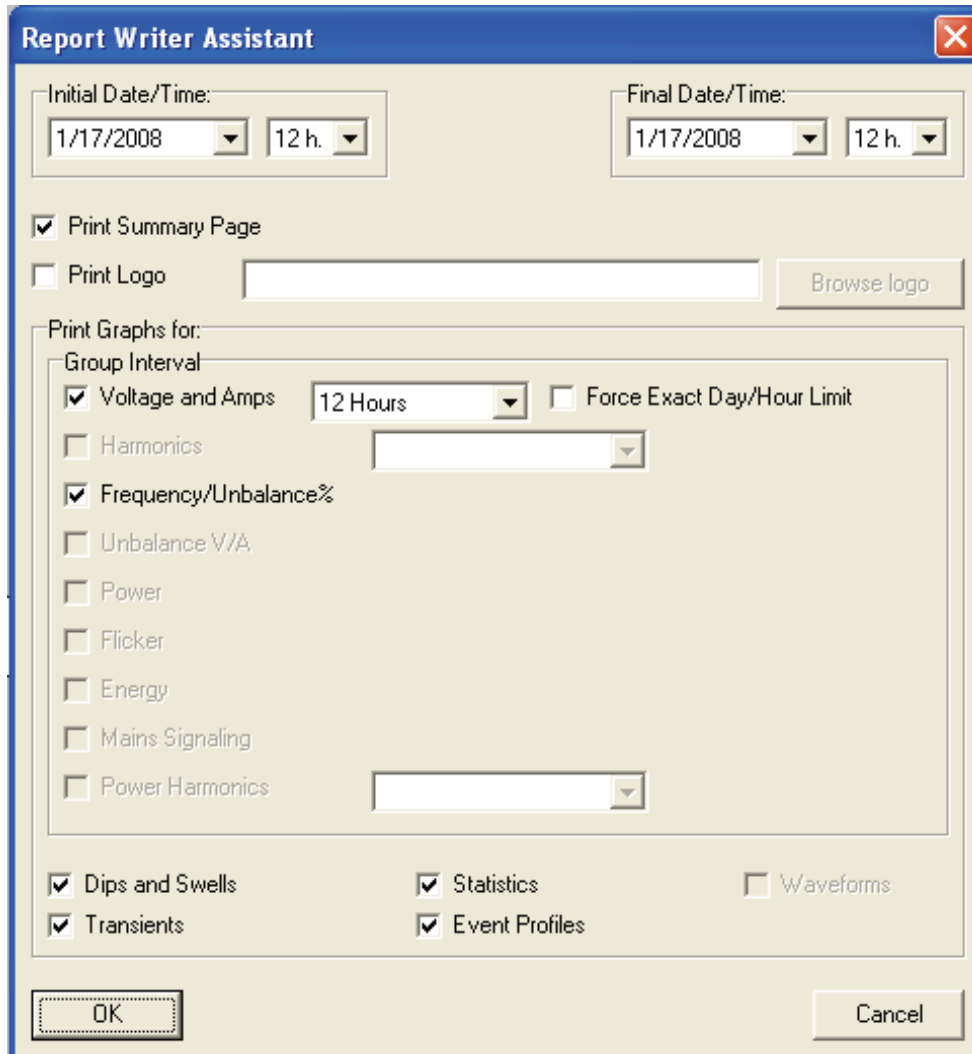 Report Writer Assistant
Initial Date/Time: Final Date/Time:
1/17/2008 12 h. 1/17/2008 12 h.
Print Summary Page
Print Logo Browse logo
Print Graphs for:
Group Interval
Voltage and Amps 12 Hours Force Exact Day/Hour Limit
Harmonics
Frequency/Unbalance%
Unbalance V/A
Power
Flicker
Energy
Mains Signaling
Power Harmonics
Dips and Swells Statistics Waveforms
Transients Event Profiles
OK Cancel